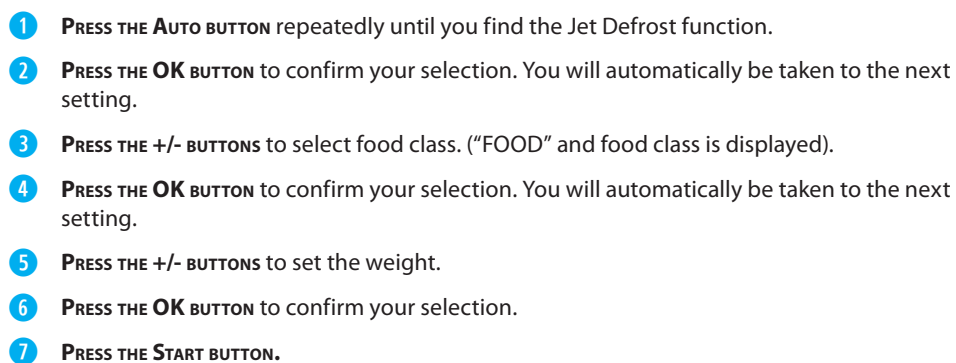 1 Press the Auto button repeatedly until you find the Jet Defrost function.
2 Press the OK button to confirm your selection. You will automatically be taken to the next
setting.
3 Press the +/- buttons to select food class. (“FOOD” and food class is displayed).
4 Press the OK button to confirm your selection. You will automatically be taken to the next
setting.
5 Press the +/- buttons to set the weight.
6 Press the OK button to confirm your selection.
7 Press the Start button.